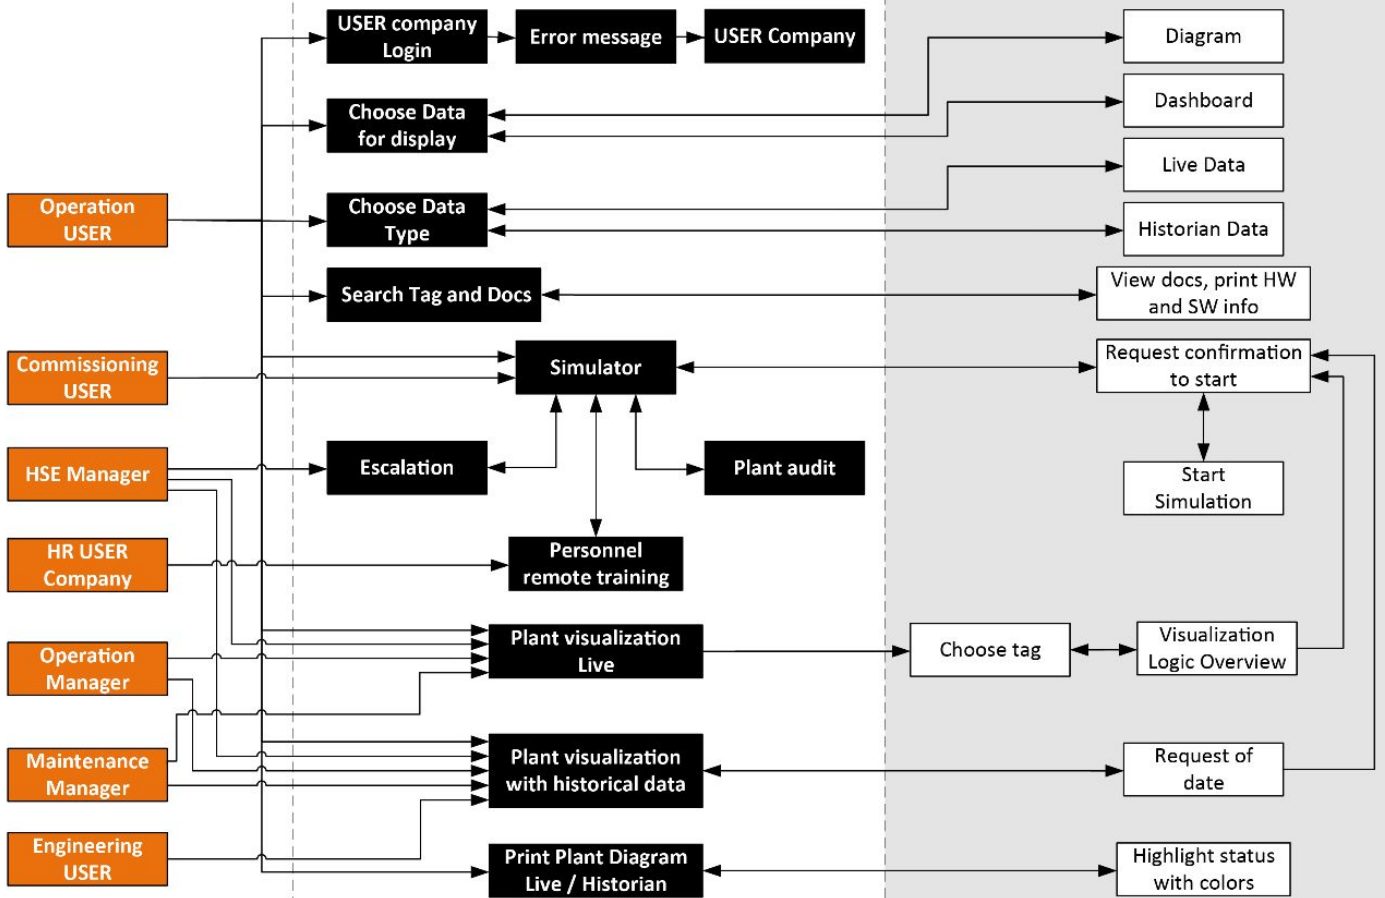 USER company
Login
Error message
USER Company
Diagram
Choose Data
for display
Dashboard
Live Data
Operation
USER
Choose Data
Type
Historian Data
Search Tag and Docs
View docs, print HW
and SW info
Commissioning
USER
Simulator
Request confirmation
to start
HSE Manager
Escalation
Plant audit
Start
Simulation
HR USER
Company
Personnel
remote training
Operation
Manager
Plant visualization
Live
Choose tag
Visualization
Logic Overview
Maintenance
Manager
Plant visualization
with historical data
Request of
date
Engineering
USER
Print Plant Diagram
Live / Historian
Highlight status
with colors